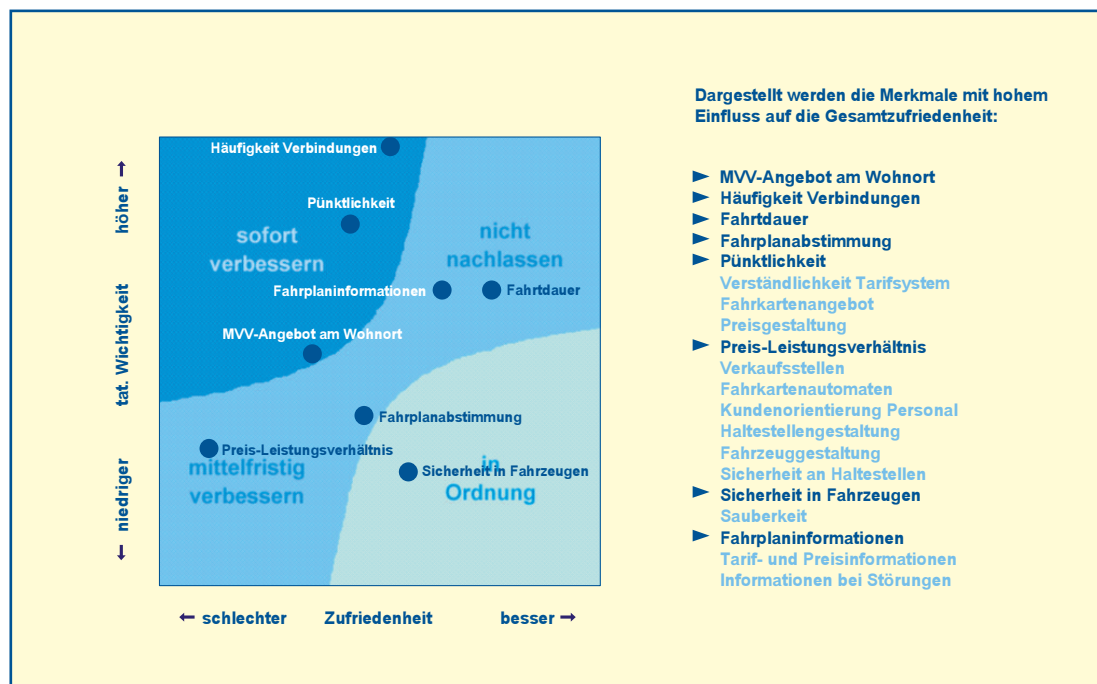 Dargestellt werden die Merkmale mit hohem
Einfluss auf die Gesamtzufriedenheit:
Häufigkeit Verbindungen
Pünktlichkeit
sofort
verbessern
nicht
nachlassen
Fahrplaninformationen
Fahrtdauer
MVV-Angebot am Wohnort
Fahrplanabstimmung
Preis-Leistungsverhältnis
mittelfristig
verbessern
Sicherheit in Fahrzeugen
in
Ordnung
höher →
tat. Wichtigkeit
← niedriger
← schlechter
Zufriedenheit
besser →
► MVV-Angebot am Wohnort
► Häufigkeit Verbindungen
► Fahrtdauer
► Fahrplanabstimmung
► Pünktlichkeit
Verständlichkeit Tarifsystem
Fahrkartenangebot
Preisgestaltung
► Preis-Leistungsverhältnis
Verkaufsstellen
Fahrkartenautomaten
Kundenorientierung Personal
Haltestellengestaltung
Fahrzeuggestaltung
Sicherheit an Haltestellen
► Sicherheit in Fahrzeugen
Sauberkeit
► Fahrplaninformationen
Tarif- und Preisinformationen
Informationen bei Störungen